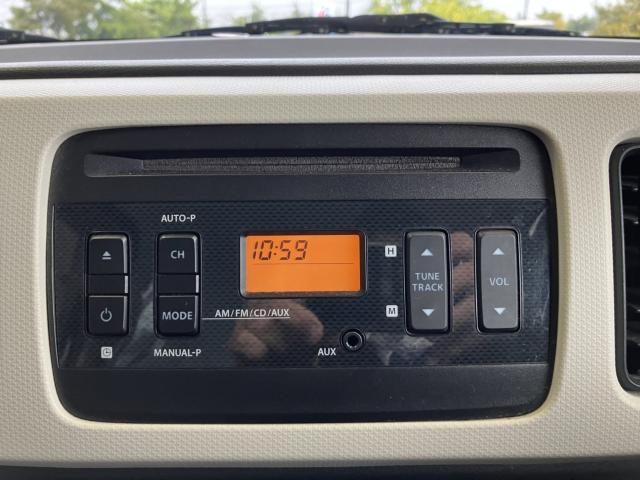 AUTO-P
CH
10:59
H
TUNE
TRACK
VOL
MODE
AM/FM/CD/AUX
M
MANUAL-P
AUX